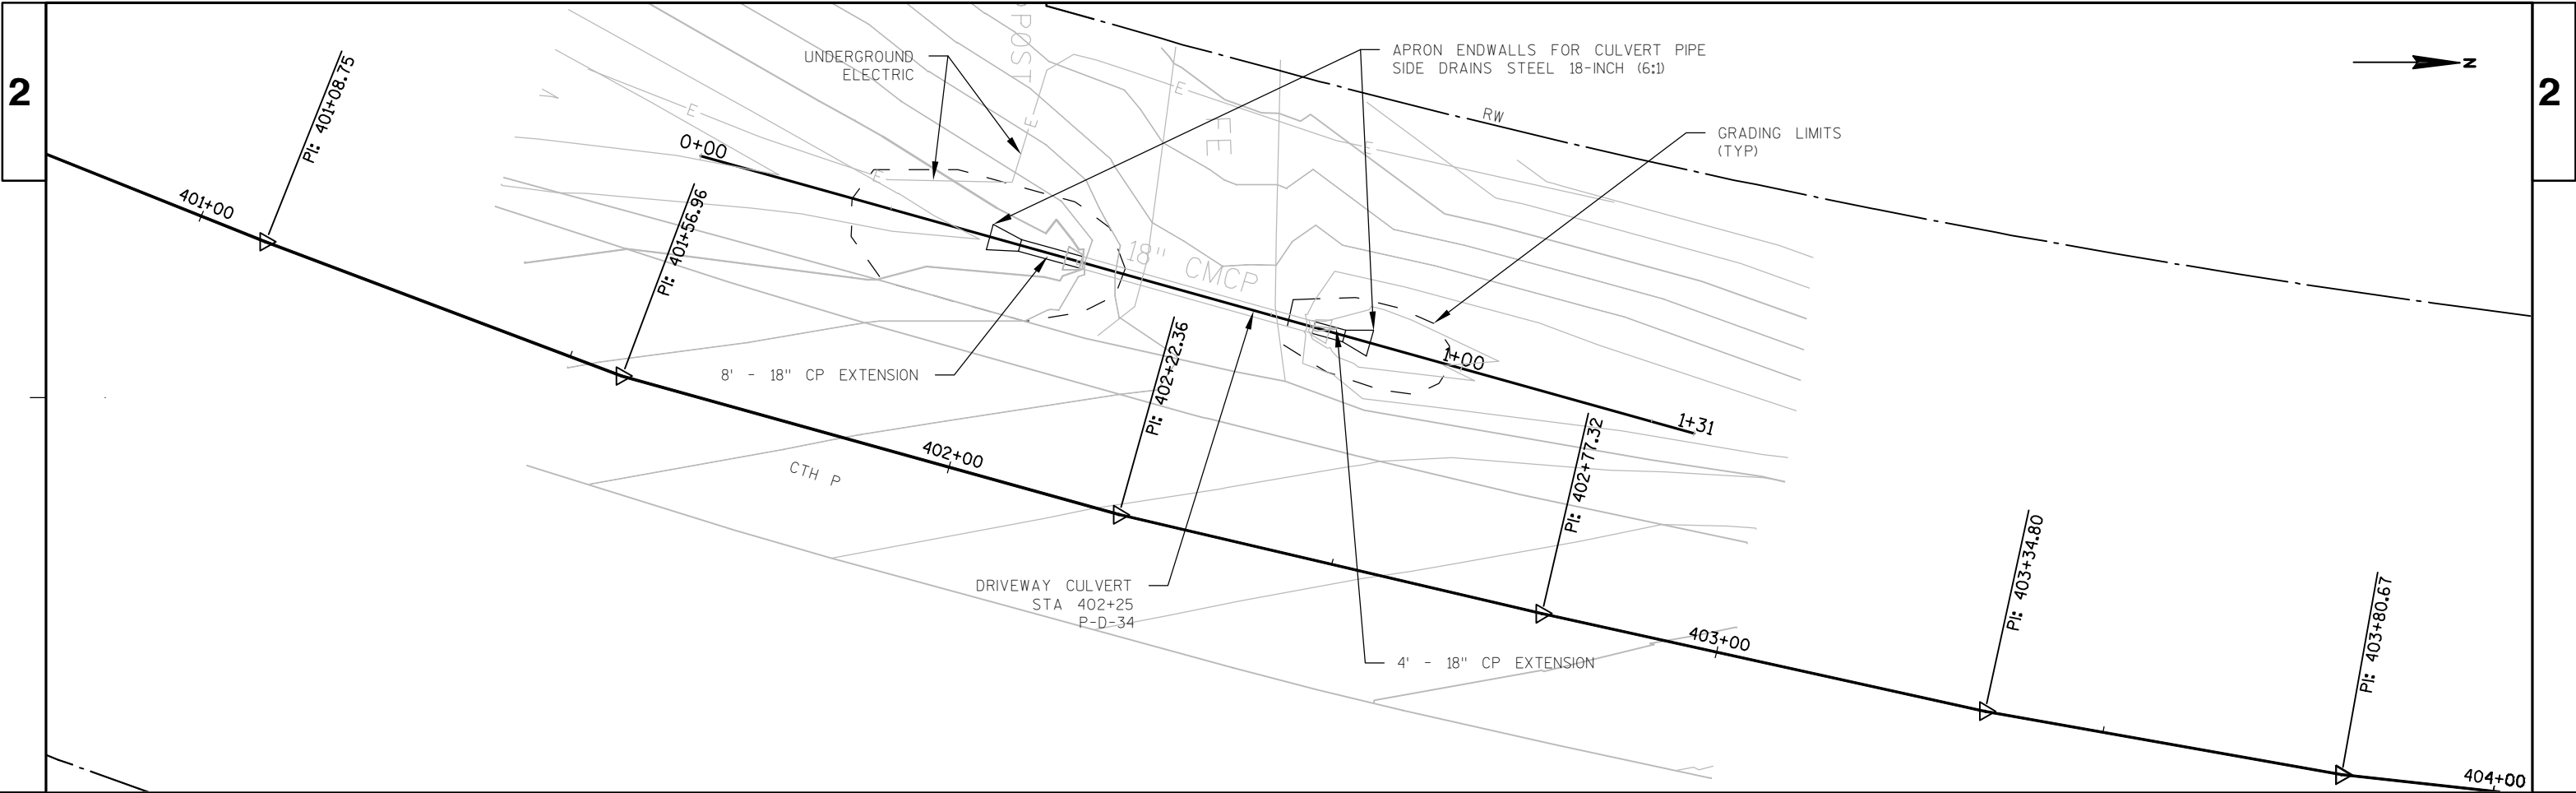 2
2
POST
UNDERGROUND
ELECTRIC
APRON ENDWALLS FOR CULVERT PIPE
SIDE DRAINS STEEL 18-INCH (6:1)
N
PI: 401+08.75
E
E
E
E
E
RW
FE
GRADING LIMITS
(TYP)
0+00
401+00
PI: 401+56.96
18" CMCP
PI: 402+22.36
8' - 18" CP EXTENSION
1+00
1+31
402+00
CTH P
PI: 402+77.32
DRIVEWAY CULVERT
STA 402+25
P-D-34
4' - 18" CP EXTENSION
403+00
PI: 403+34.80
PI: 403+80.67
404+00